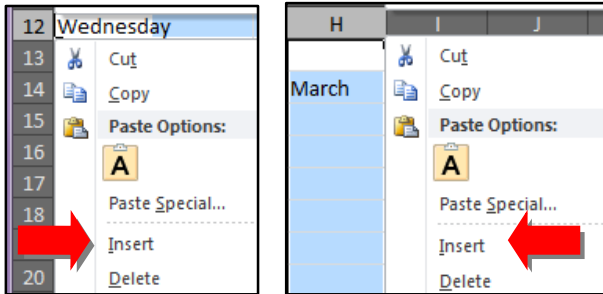 12 Wednesday
13 Cut
14 Copy
15 Paste Options:
16 A
17
18 Paste Special...
Insert
20 Delete
H I J
Cut
March Copy
Paste Options:
A
Paste Special...
Insert
Delete